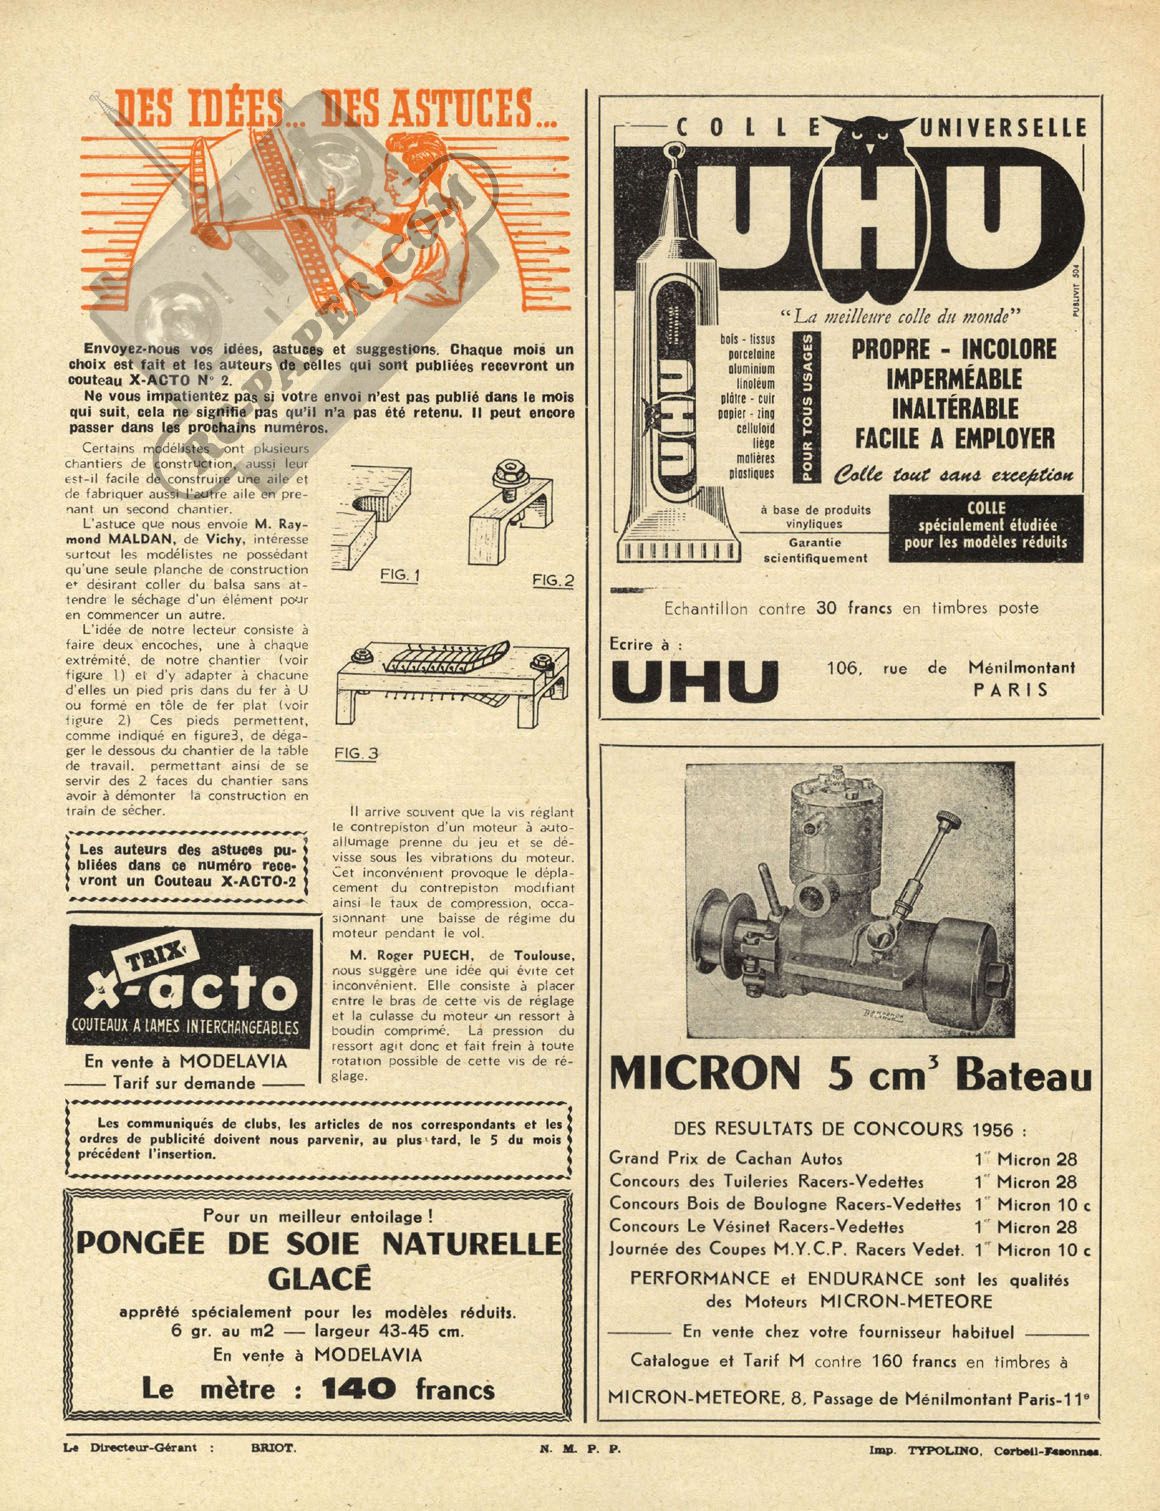 DES IDÉES... DES ASTUCES...
RC-PAPER.COM
Envoyez-nous vos idées, astuces et suggestions. Chaque mois un
choix est fait et les auteurs de celles qui sont publiées recevront un
couteau X-ACTO N° 2.
Ne vous impatientez pas si votre envoi n'est pas publié dans le mois
qui suit, cela ne signifie pas qu'il n'a pas été retenu. Il peut encore
passer dans les prochains numéros.
Certains modélistes ont plusieurs
chantiers de construction, aussi leur
est-il facile de construire une aile et
de fabriquer aussi l'autre aile en pre-
nant un second chantier.
L'astuce que nous envoie M. Ray-
mond MALDAN, de Vichy, intéresse
surtout les modélistes ne possédant
qu'une seule planche de construction
et désirant coller du balsa sans at-
tendre le séchage d'un élément pour
en commencer un autre.
L'idée de notre lecteur consiste à
faire deux encoches, une à chaque
extrémité, de notre chantier (voir
figure 1) et d'y adapter à chacune
d'elles un pied pris dans du fer à U
ou formé en tôle de fer plat (voir
figure 2) Ces pieds permettent,
comme indiqué en figure3, de déga-
ger le dessous du chantier de la table
de travail, permettant ainsi de se
servir des 2 faces du chantier sans
avoir à démonter la construction en
train de sécher.
FIG. 1
FIG. 2
FIG. 3
Les auteurs des astuces pu-
bliées dans ce numéro rece-
vront un Couteau X-ACTO-2
TRIX
x-acto
COUTEAUX A LAMES INTERCHANGEABLES
En vente à MODELAVIA
Tarif sur demande
Il arrive souvent que la vis réglant
le contrepiston d'un moteur à auto-
allumage prenne du jeu et se dé-
visse sous les vibrations du moteur.
Cet inconvénient provoque le dépla-
cement du contrepiston modifiant
ainsi le taux de compression, occa-
sionnant une baisse de régime du
moteur pendant le vol.
M. Roger PUECH, de Toulouse,
nous suggère une idée qui évite cet
inconvénient. Elle consiste à placer
entre le bras de cette vis de réglage
et la culasse du moteur un ressort à
boudin comprimé. La pression du
ressort agit donc et fait frein à toute
rotation possible de cette vis de ré-
glage.
Les communiqués de clubs, les articles de nos correspondants et les
ordres de publicité doivent nous parvenir, au plus tard, le 5 du mois
précédent l'insertion.
Pour un meilleur entoilage !
PONGÉE DE SOIE NATURELLE
GLACÉ
apprêté spécialement pour les modèles réduits.
6 gr. au m2 — largeur 43-45 cm.
En vente à MODELAVIA
Le mètre : 140 francs
COLLE UNIVERSELLE
UHU
PUBLIVIT 504
"La meilleure colle du monde"
UHU
bois - tissus
porcelaine
aluminium
linoléum
plâtre - cuir
papier - zinc
celluloïd
liège
matières
plastiques
POUR TOUS USAGES
PROPRE - INCOLORE
IMPERMÉABLE
INALTÉRABLE
FACILE A EMPLOYER
Colle tout sans exception
à base de produits
vinyliques
Garantie
scientifiquement
COLLE
spécialement étudiée
pour les modèles réduits
Echantillon contre 30 francs en timbres poste
Ecrire à :
UHU
106, rue de Ménilmontant
PARIS
MICRON 5 cm³ Bateau
DES RESULTATS DE CONCOURS 1956 :
Grand Prix de Cachan Autos 1er Micron 28
Concours des Tuileries Racers-Vedettes 1er Micron 28
Concours Bois de Boulogne Racers-Vedettes 1er Micron 10 c
Concours Le Vésinet Racers-Vedettes 1er Micron 28
Journée des Coupes M.Y.C.P. Racers Vedet. 1er Micron 10 c
PERFORMANCE et ENDURANCE sont les qualités
des Moteurs MICRON-METEORE
En vente chez votre fournisseur habituel
Catalogue et Tarif M contre 160 francs en timbres à
MICRON-METEORE, 8, Passage de Ménilmontant Paris-11e
Le Directeur-Gérant : BRIOT.
N. M. P. P.
Imp. TYPOLINO, Corbeil-Essonnes.